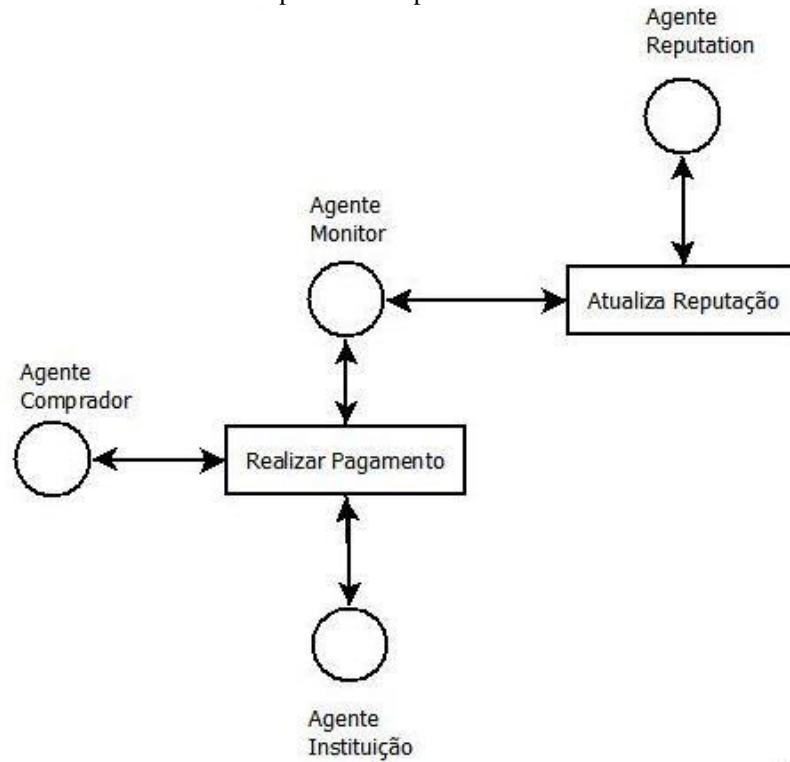 Agente
Reputation
Agente
Monitor
Atualiza Reputação
Agente
Comprador
Realizar Pagamento
Agente
Instituição